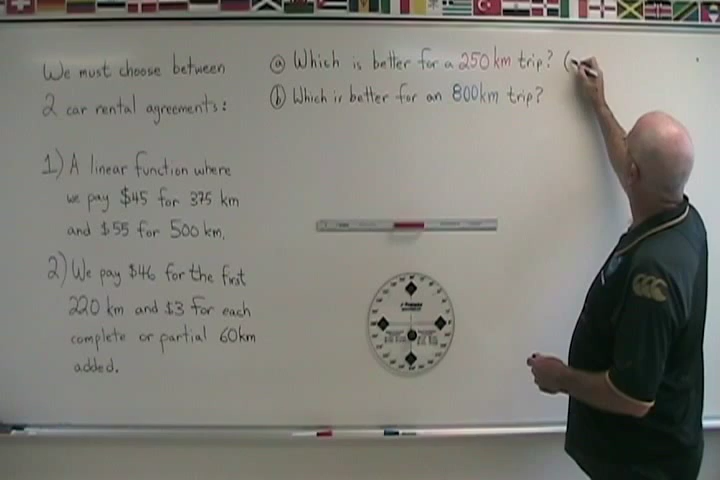 We must choose between
2 car rental agreements:
1) A linear function where
we pay $45 for 375 km
and $55 for 500 km.
2) We pay $46 for the first
220 km and $3 for each
complete or partial 60km
added.
(a) Which is better for a 250km trip? (
(b) Which is better for an 800km trip?